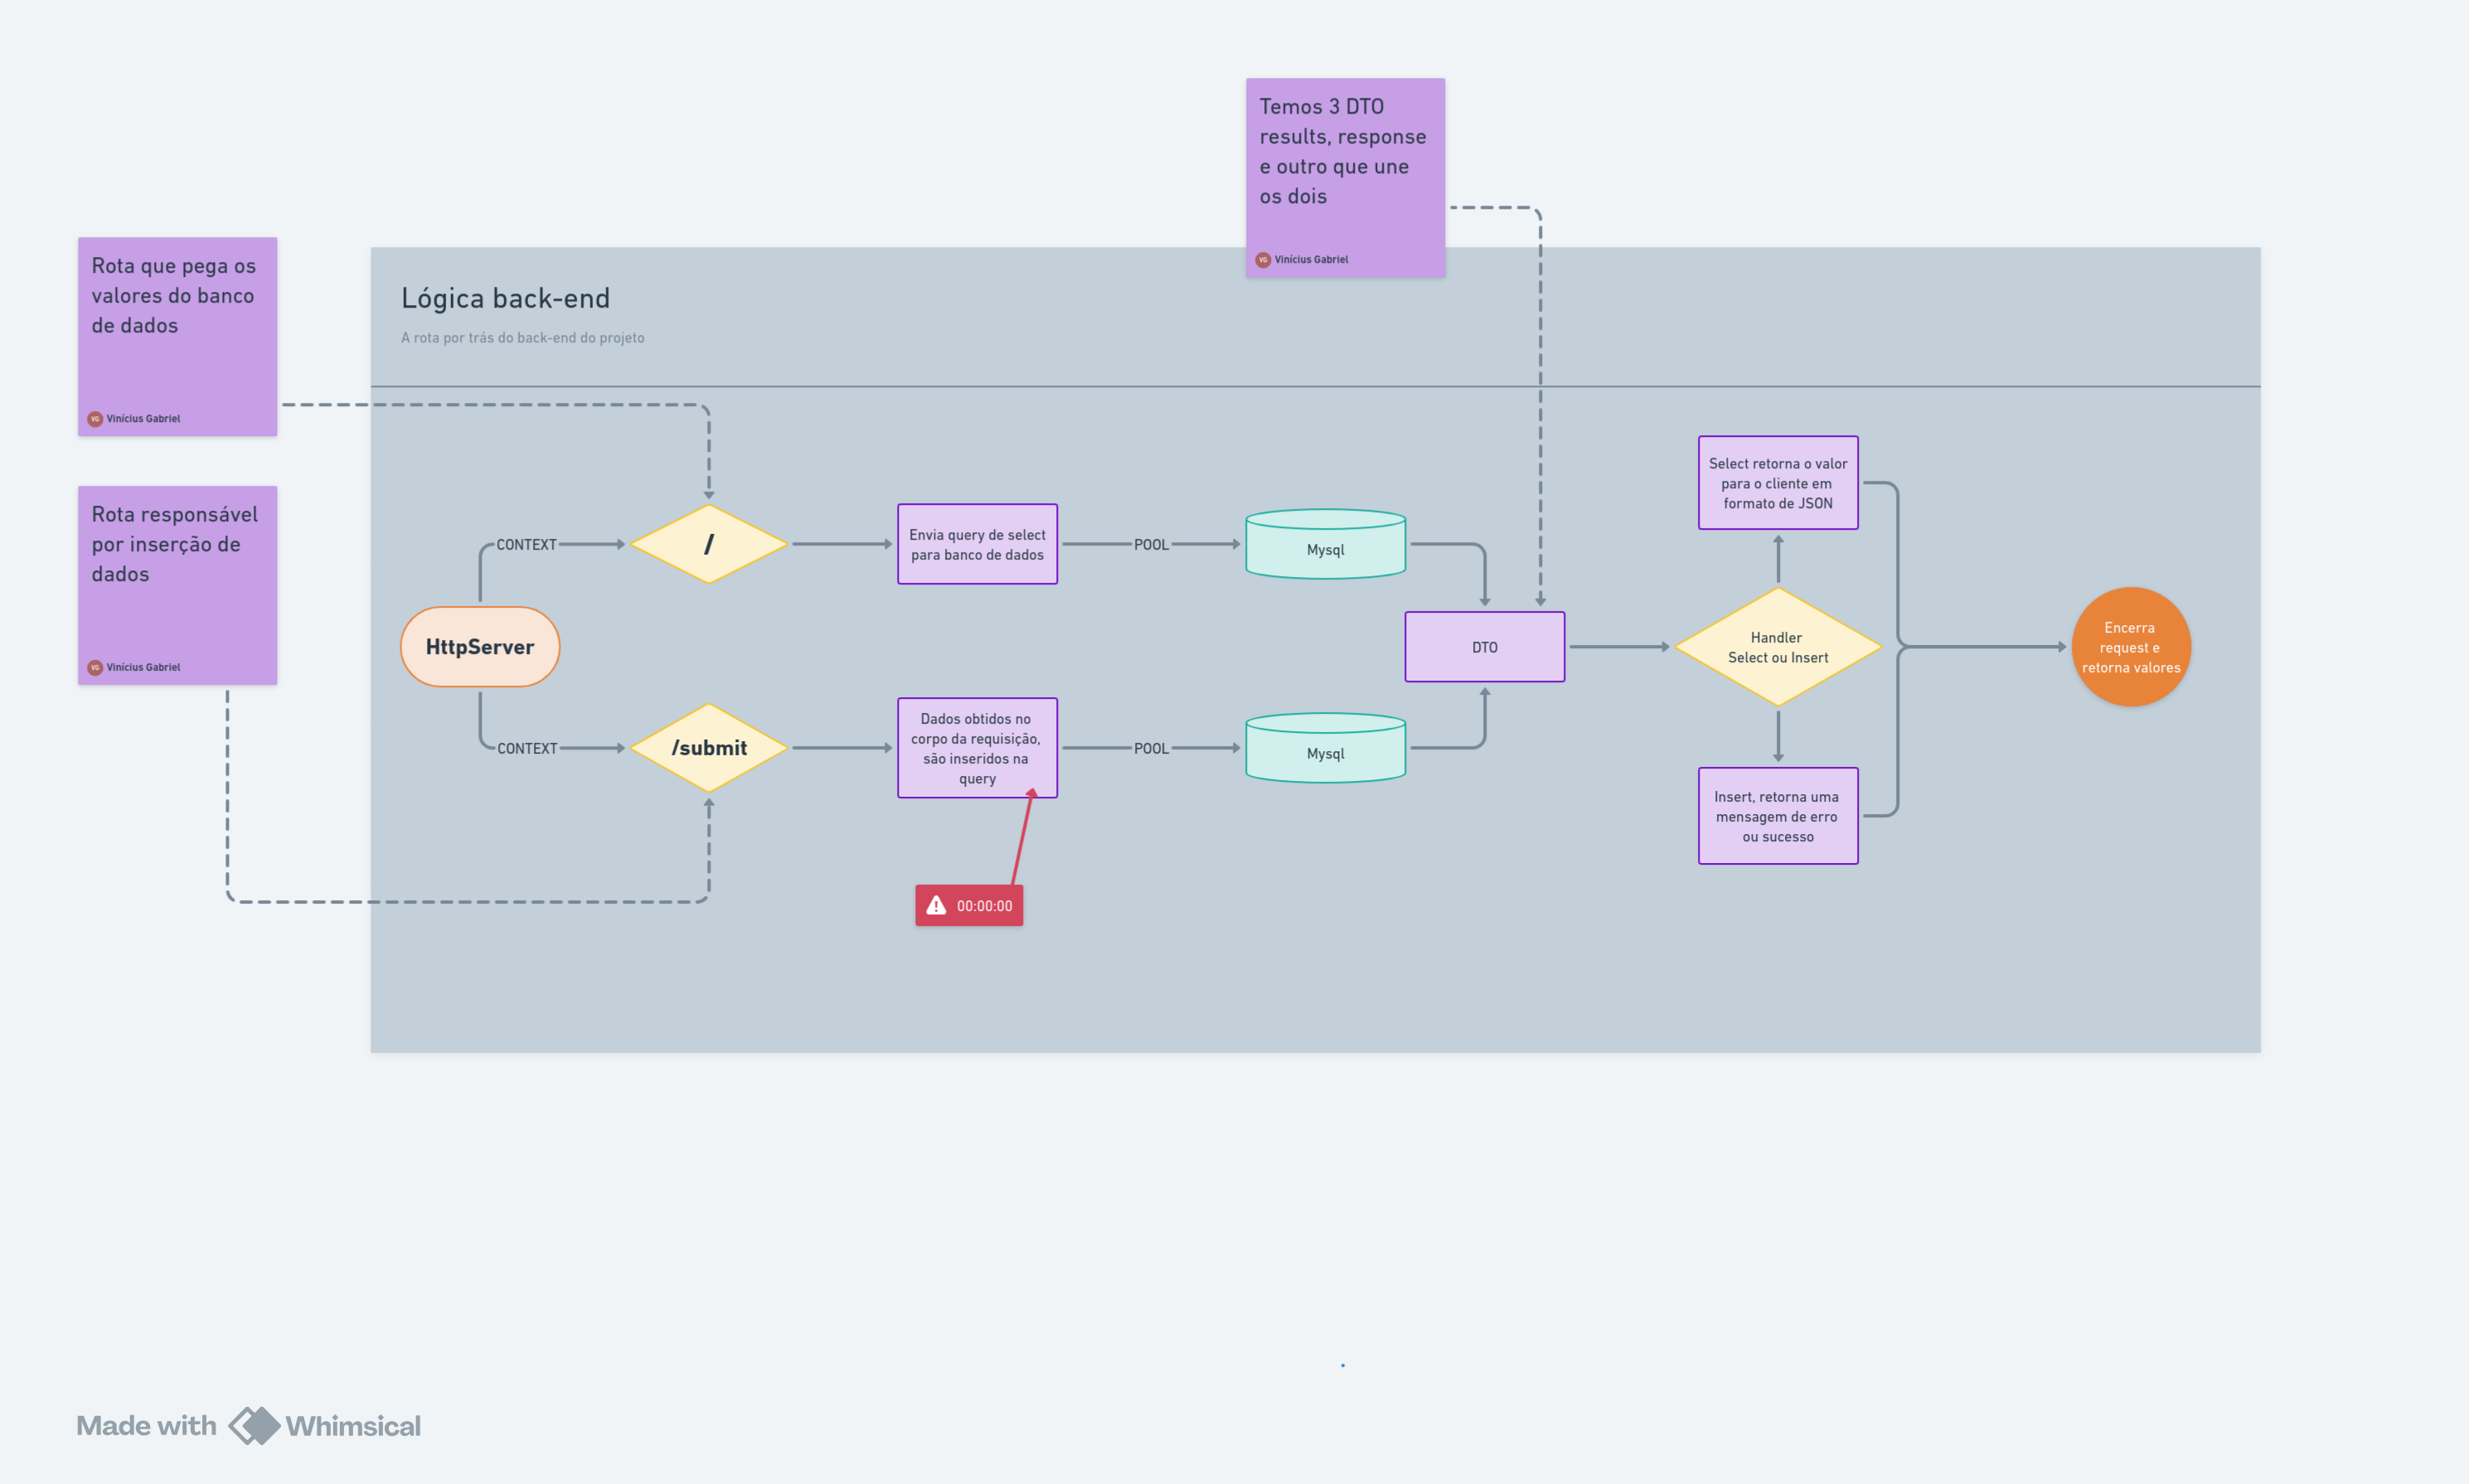 Temos 3 DTO
results, response
e outro que une
os dois
VG Vinícius Gabriel
Rota que pega os
valores do banco
de dados
VG Vinícius Gabriel
Rota responsável
por inserção de
dados
VG Vinícius Gabriel
Lógica back-end
A rota por trás do back-end do projeto
HttpServer
CONTEXT
/
Envia query de select
para banco de dados
POOL
Mysql
CONTEXT
/submit
Dados obtidos no
corpo da requisição,
são inseridos na
query
POOL
Mysql
00:00:00
DTO
Handler
Select ou Insert
Select retorna o valor
para o cliente em
formato de JSON
Insert, retorna uma
mensagem de erro
ou sucesso
Encerra
request e
retorna valores
Made with Whimsical